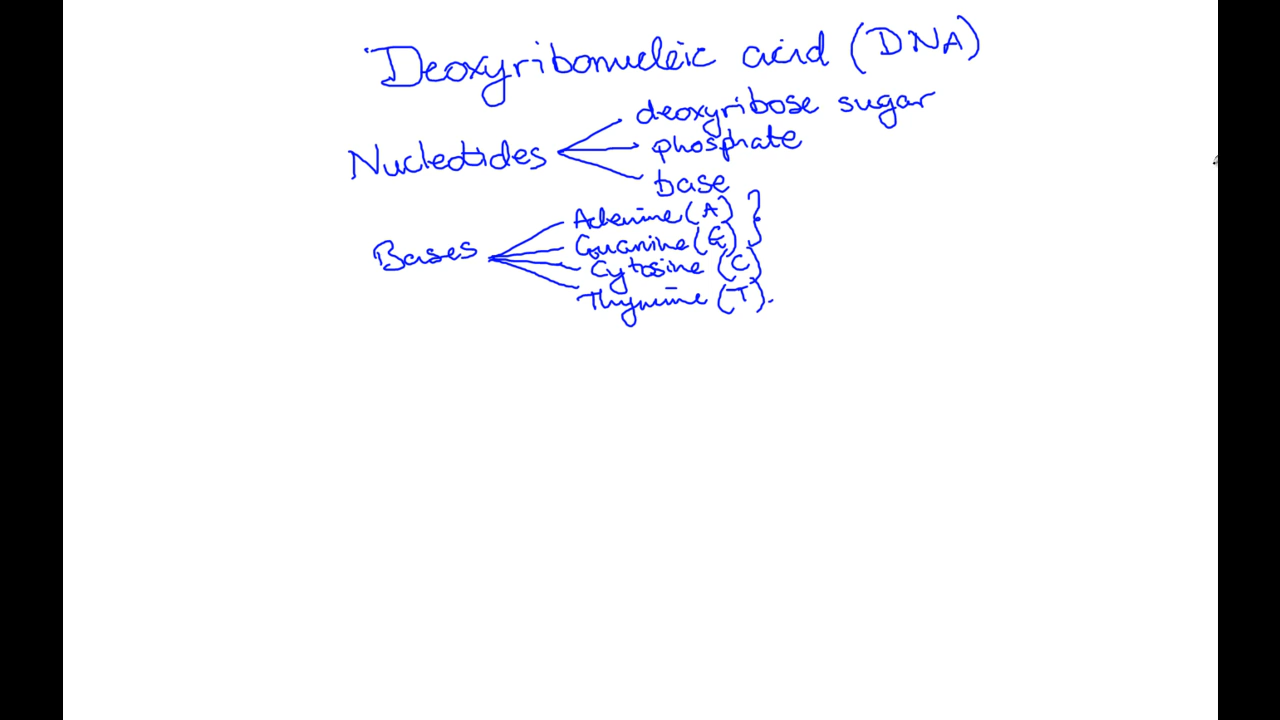 Deoxyribonucleic acid (DNA)
deoxyribose sugar
Nucleotides
phosphate
base
Adenine (A)
Bases
Guanine (G)
Cytosine (C)
Thymine (T).